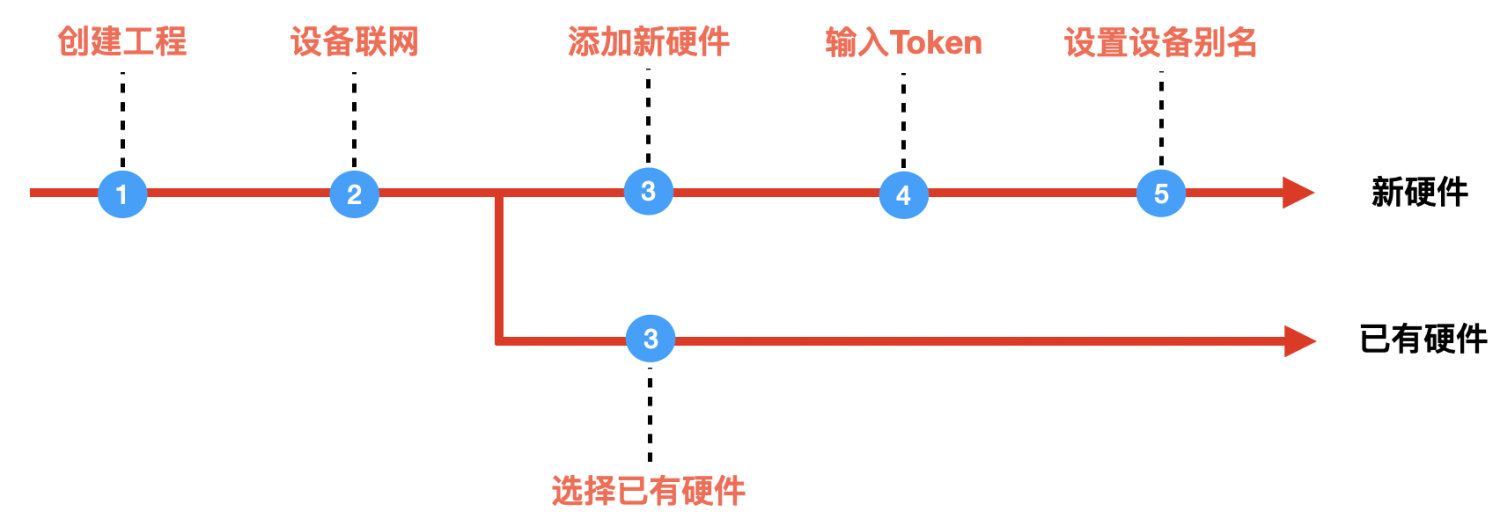 创建工程
设备联网
添加新硬件
输入Token
设置设备别名
1
2
3
4
5
新硬件
3
已有硬件
选择已有硬件